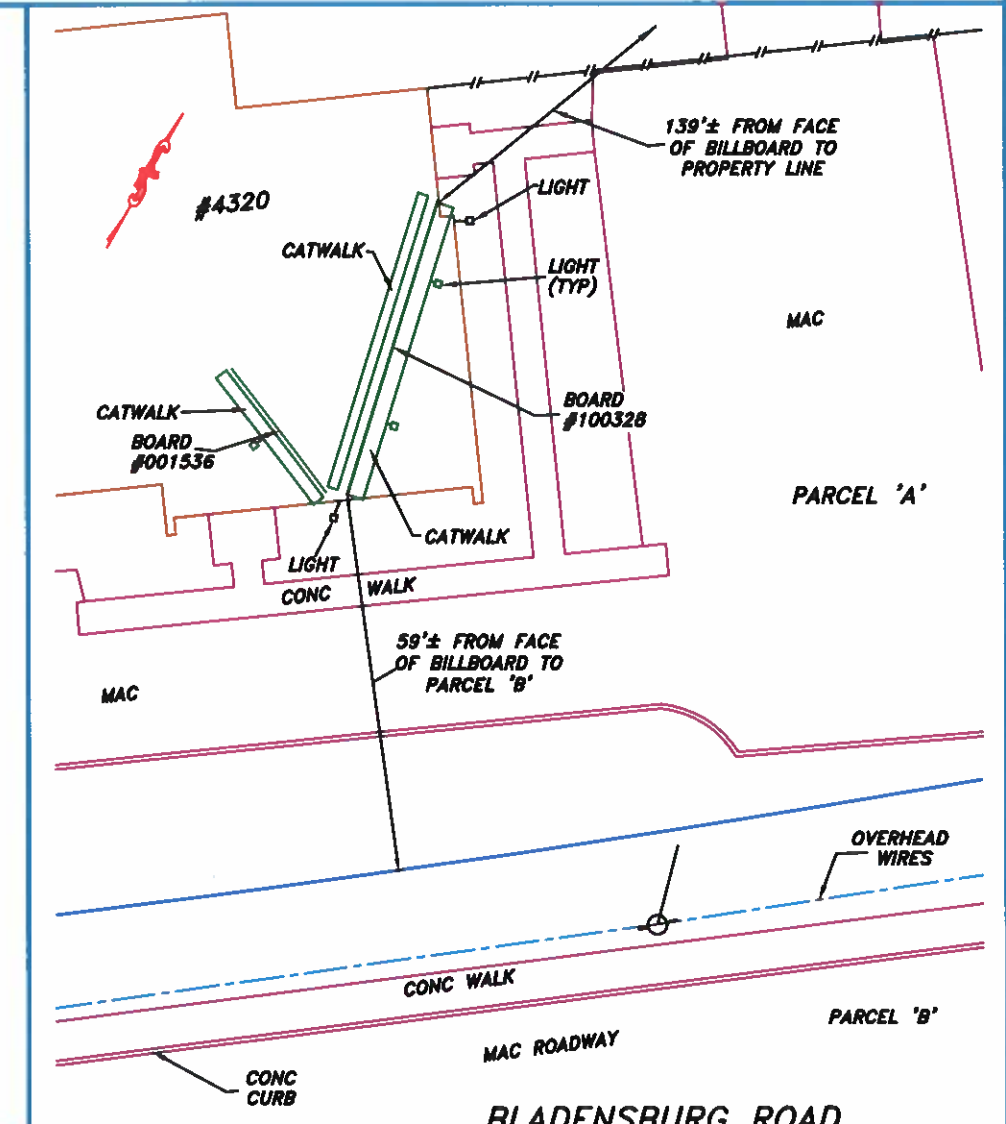 139'± FROM FACE
OF BILLBOARD TO
PROPERTY LINE
#4320
LIGHT
CATWALK
LIGHT
(TYP)
MAC
BOARD
#100328
CATWALK
BOARD
#001536
PARCEL 'A'
CATWALK
LIGHT
CONC WALK
59'± FROM FACE
OF BILLBOARD TO
PARCEL 'B'
MAC
OVERHEAD
WIRES
CONC WALK
PARCEL 'B'
MAC ROADWAY
CONC
CURB
BLADENSBURG ROAD